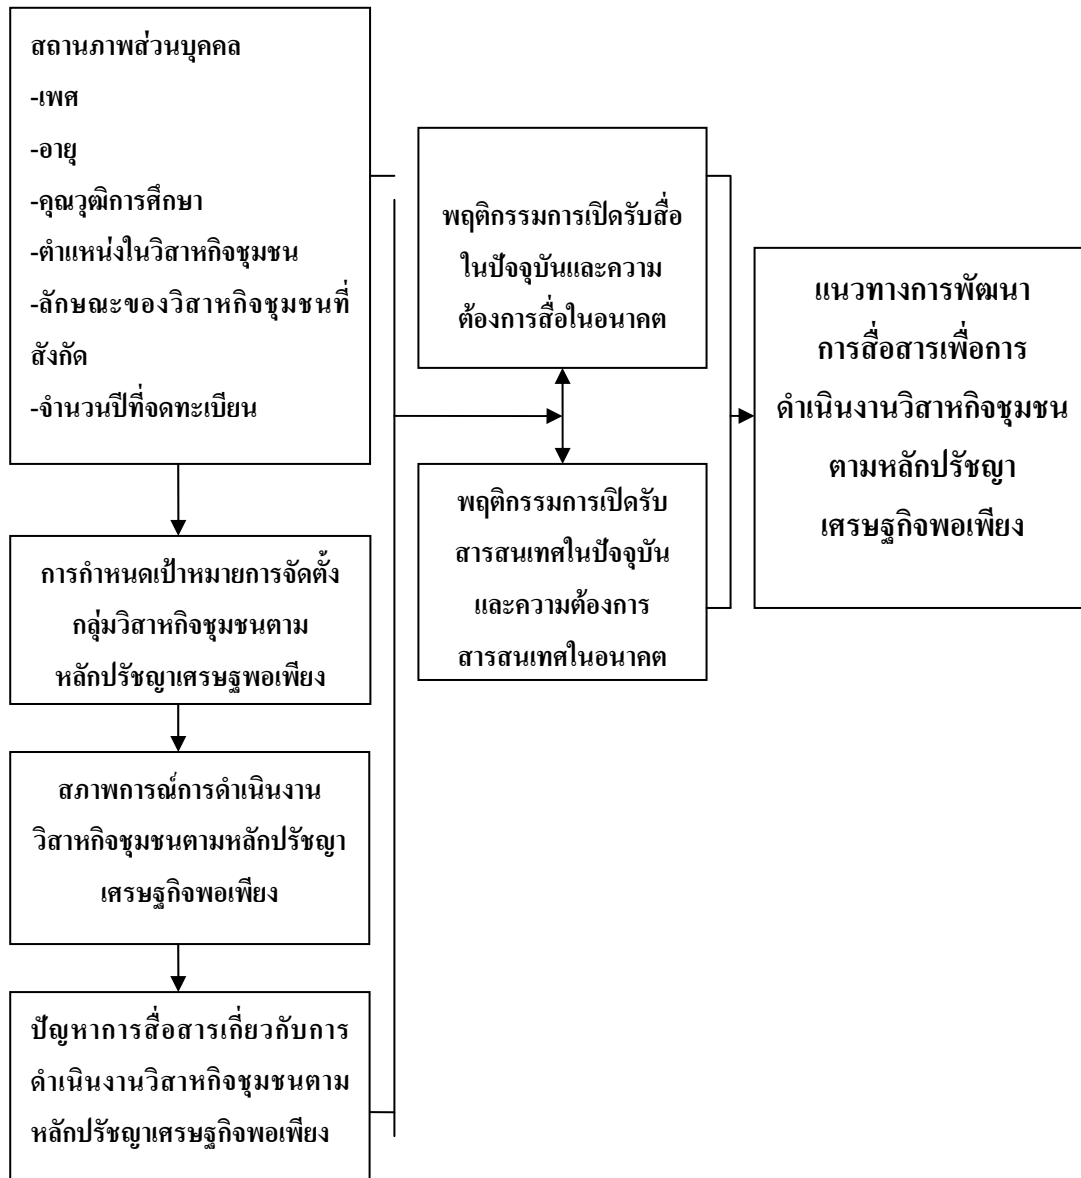 สถานภาพส่วนบุคคล
-เพศ
-อายุ
-คุณวุฒิการศึกษา
-ตำแหน่งในวิสาหกิจชุมชน
-ลักษณะของวิสาหกิจชุมชนที่
สังกัด
-จำนวนปีที่จดทะเบียน
การกำหนดเป้าหมายการจัดตั้ง
กลุ่มวิสาหกิจชุมชนตาม
หลักปรัชญาเศรษฐพอเพียง
สภาพการณ์การดำเนินงาน
วิสาหกิจชุมชนตามหลักปรัชญา
เศรษฐกิจพอเพียง
ปัญหาการสื่อสารเกี่ยวกับการ
ดำเนินงานวิสาหกิจชุมชนตาม
หลักปรัชญาเศรษฐกิจพอเพียง
พฤติกรรมการเปิดรับสื่อ
ในปัจจุบันและความ
ต้องการสื่อในอนาคต
พฤติกรรมการเปิดรับ
สารสนเทศในปัจจุบัน
และความต้องการ
สารสนเทศในอนาคต
แนวทางการพัฒนา
การสื่อสารเพื่อการ
ดำเนินงานวิสาหกิจชุมชน
ตามหลักปรัชญา
เศรษฐกิจพอเพียง